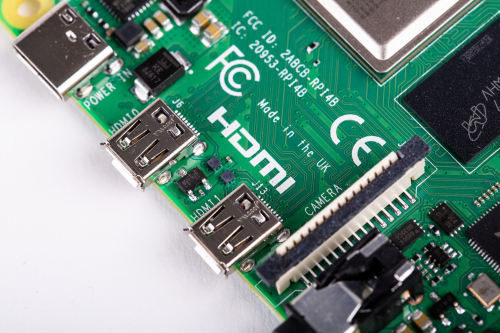 FCC ID: 2ABCB-RPI4B
IC: 20953-RPI4B
FC
Made in the UK
CE
HDMI
POWER IN
HDMI0
J6
HDMI1
J13
CAMERA